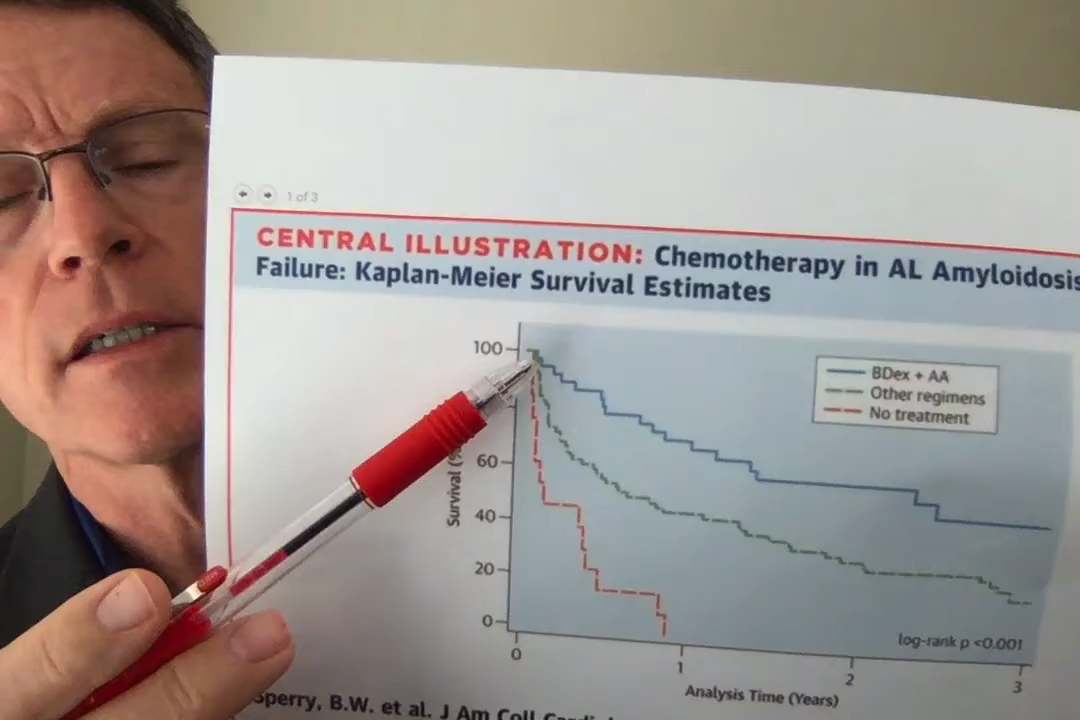 1 of 3
CENTRAL ILLUSTRATION: Chemotherapy in AL Amyloidosis
Failure: Kaplan-Meier Survival Estimates
100
60
40
20
0
Survival (%
BDex + AA
Other regimens
No treatment
log-rank p <0.001
0
1
2
3
Analysis Time (Years)
Sperry, B.W. et al. J Am Coll